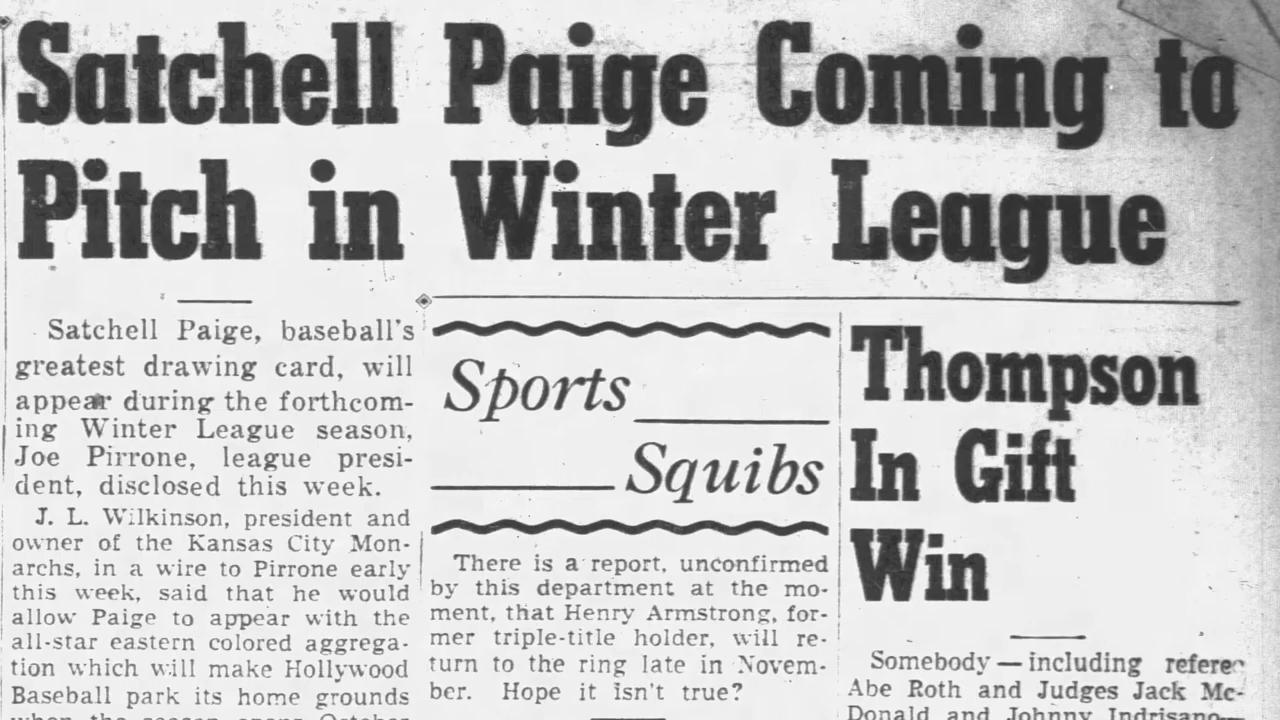 Satchell Paige Coming to
Pitch in Winter League
Satchell Paige, baseball's
greatest drawing card, will
appear during the forthcom-
ing Winter League season,
Joe Pirrone, league presi-
dent, disclosed this week.
J. L. Wilkinson, president and
owner of the Kansas City Mon-
archs, in a wire to Pirrone early
this week, said that he would
allow Paige to appear with the
all-star eastern colored aggrega-
tion which will make Hollywood
Baseball park its home grounds
when the season opens October
Sports
Squibs
There is a report, unconfirmed
by this department at the mo-
ment, that Henry Armstrong, for-
mer triple-title holder, will re-
turn to the ring late in Novem-
ber. Hope it isn't true?
Thompson
In Gift
Win
Somebody — including referee
Abe Roth and Judges Jack Mc-
Donald and Johnny Indrisano—